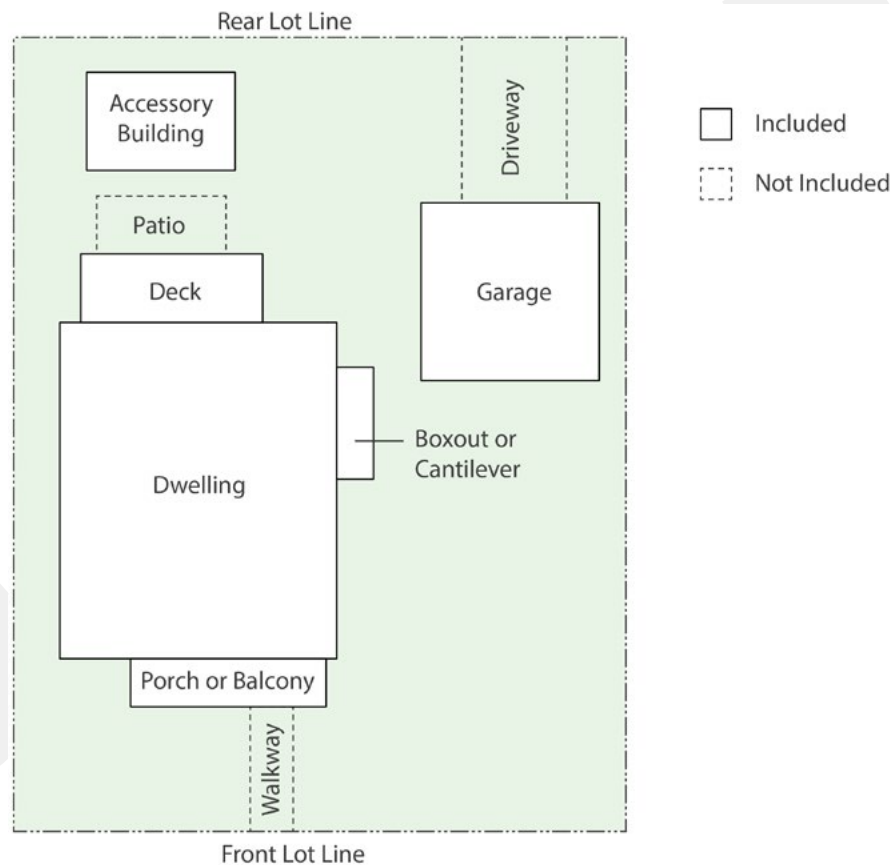 Rear Lot Line
Accessory
Building
Driveway
Included
Not Included
Patio
Deck
Garage
Boxout or
Cantilever
Dwelling
Porch or Balcony
Walkway
Front Lot Line